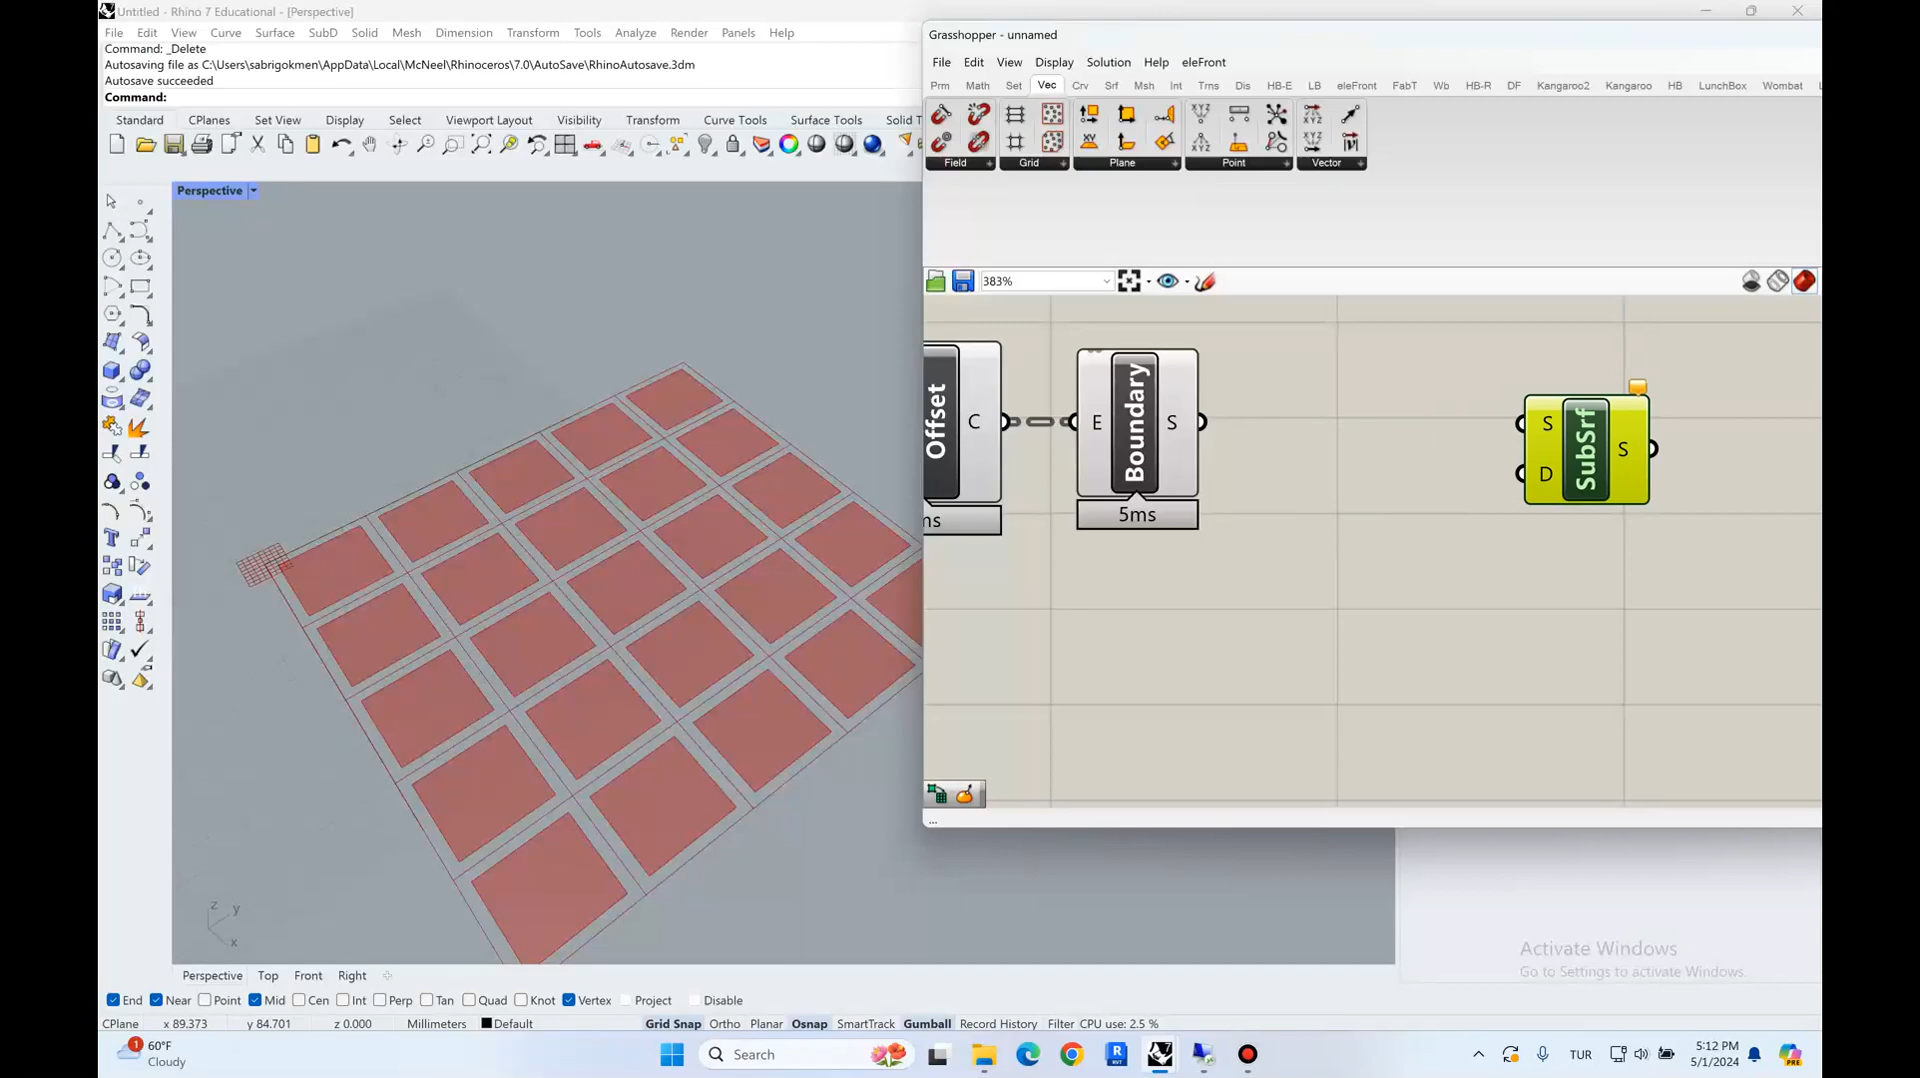 Untitled - Rhino 7 Educational - [Perspective]
File Edit View Curve Surface SubD Solid Mesh Dimension Transform Tools Analyze Render Panels Help
Command: _Delete
Autosaving file as C:\Users\sabrigokmen\AppData\Local\McNeel\Rhinoceros\7.0\AutoSave\RhinoAutosave.3dm
Autosave succeeded
Command:
Standard CPlanes Set View Display Select Viewport Layout Visibility Transform Curve Tools Surface Tools Solid T
Perspective
z y
x
Perspective Top Front Right
End Near Point Mid Cen Int Perp Tan Quad Knot Vertex Project Disable
CPlane x 89.373 y 84.701 z 0.000 Millimeters Default Grid Snap Ortho Planar Osnap SmartTrack Gumball Record History Filter CPU use: 2.5 %
Grasshopper - unnamed
File Edit View Display Solution Help eleFront
Prm Math Set Vec Crv Srf Msh Int Trns Dis HB-E LB eleFront FabT Wb HB-R DF Kangaroo2 Kangaroo HB LunchBox Wombat
Field Grid Plane Point Vector
383%
Offset C
ms
E Boundary S
5ms
S D SubSrf S
...
Activate Windows
Go to Settings to activate Windows.
1 60°F
Cloudy
Search
TUR
5:12 PM
5/1/2024
PRE